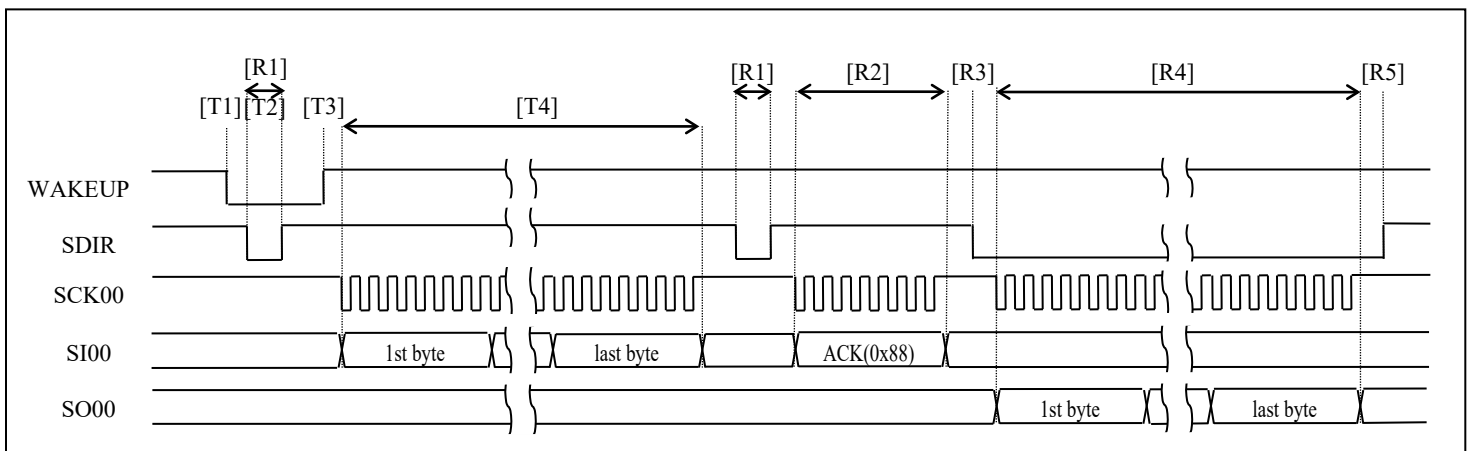 [R1] [R1] [R2] [R3] [R4] [R5]
[T1] [T2] [T3] [T4]
WAKEUP
SDIR
SCK00
SI00 1st byte last byte ACK(0x88)
SO00 1st byte last byte